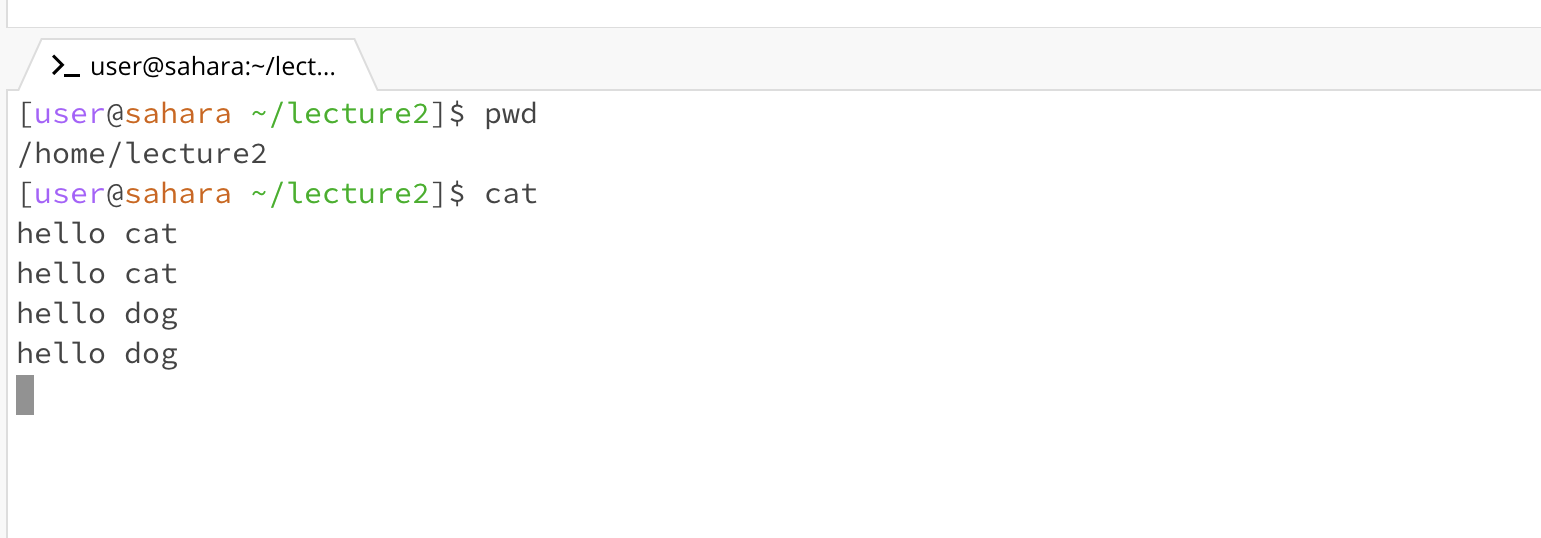 >_ user@sahara:~/lect...
[user@sahara ~/lecture2]$ pwd
/home/lecture2
[user@sahara ~/lecture2]$ cat
hello cat
hello cat
hello dog
hello dog